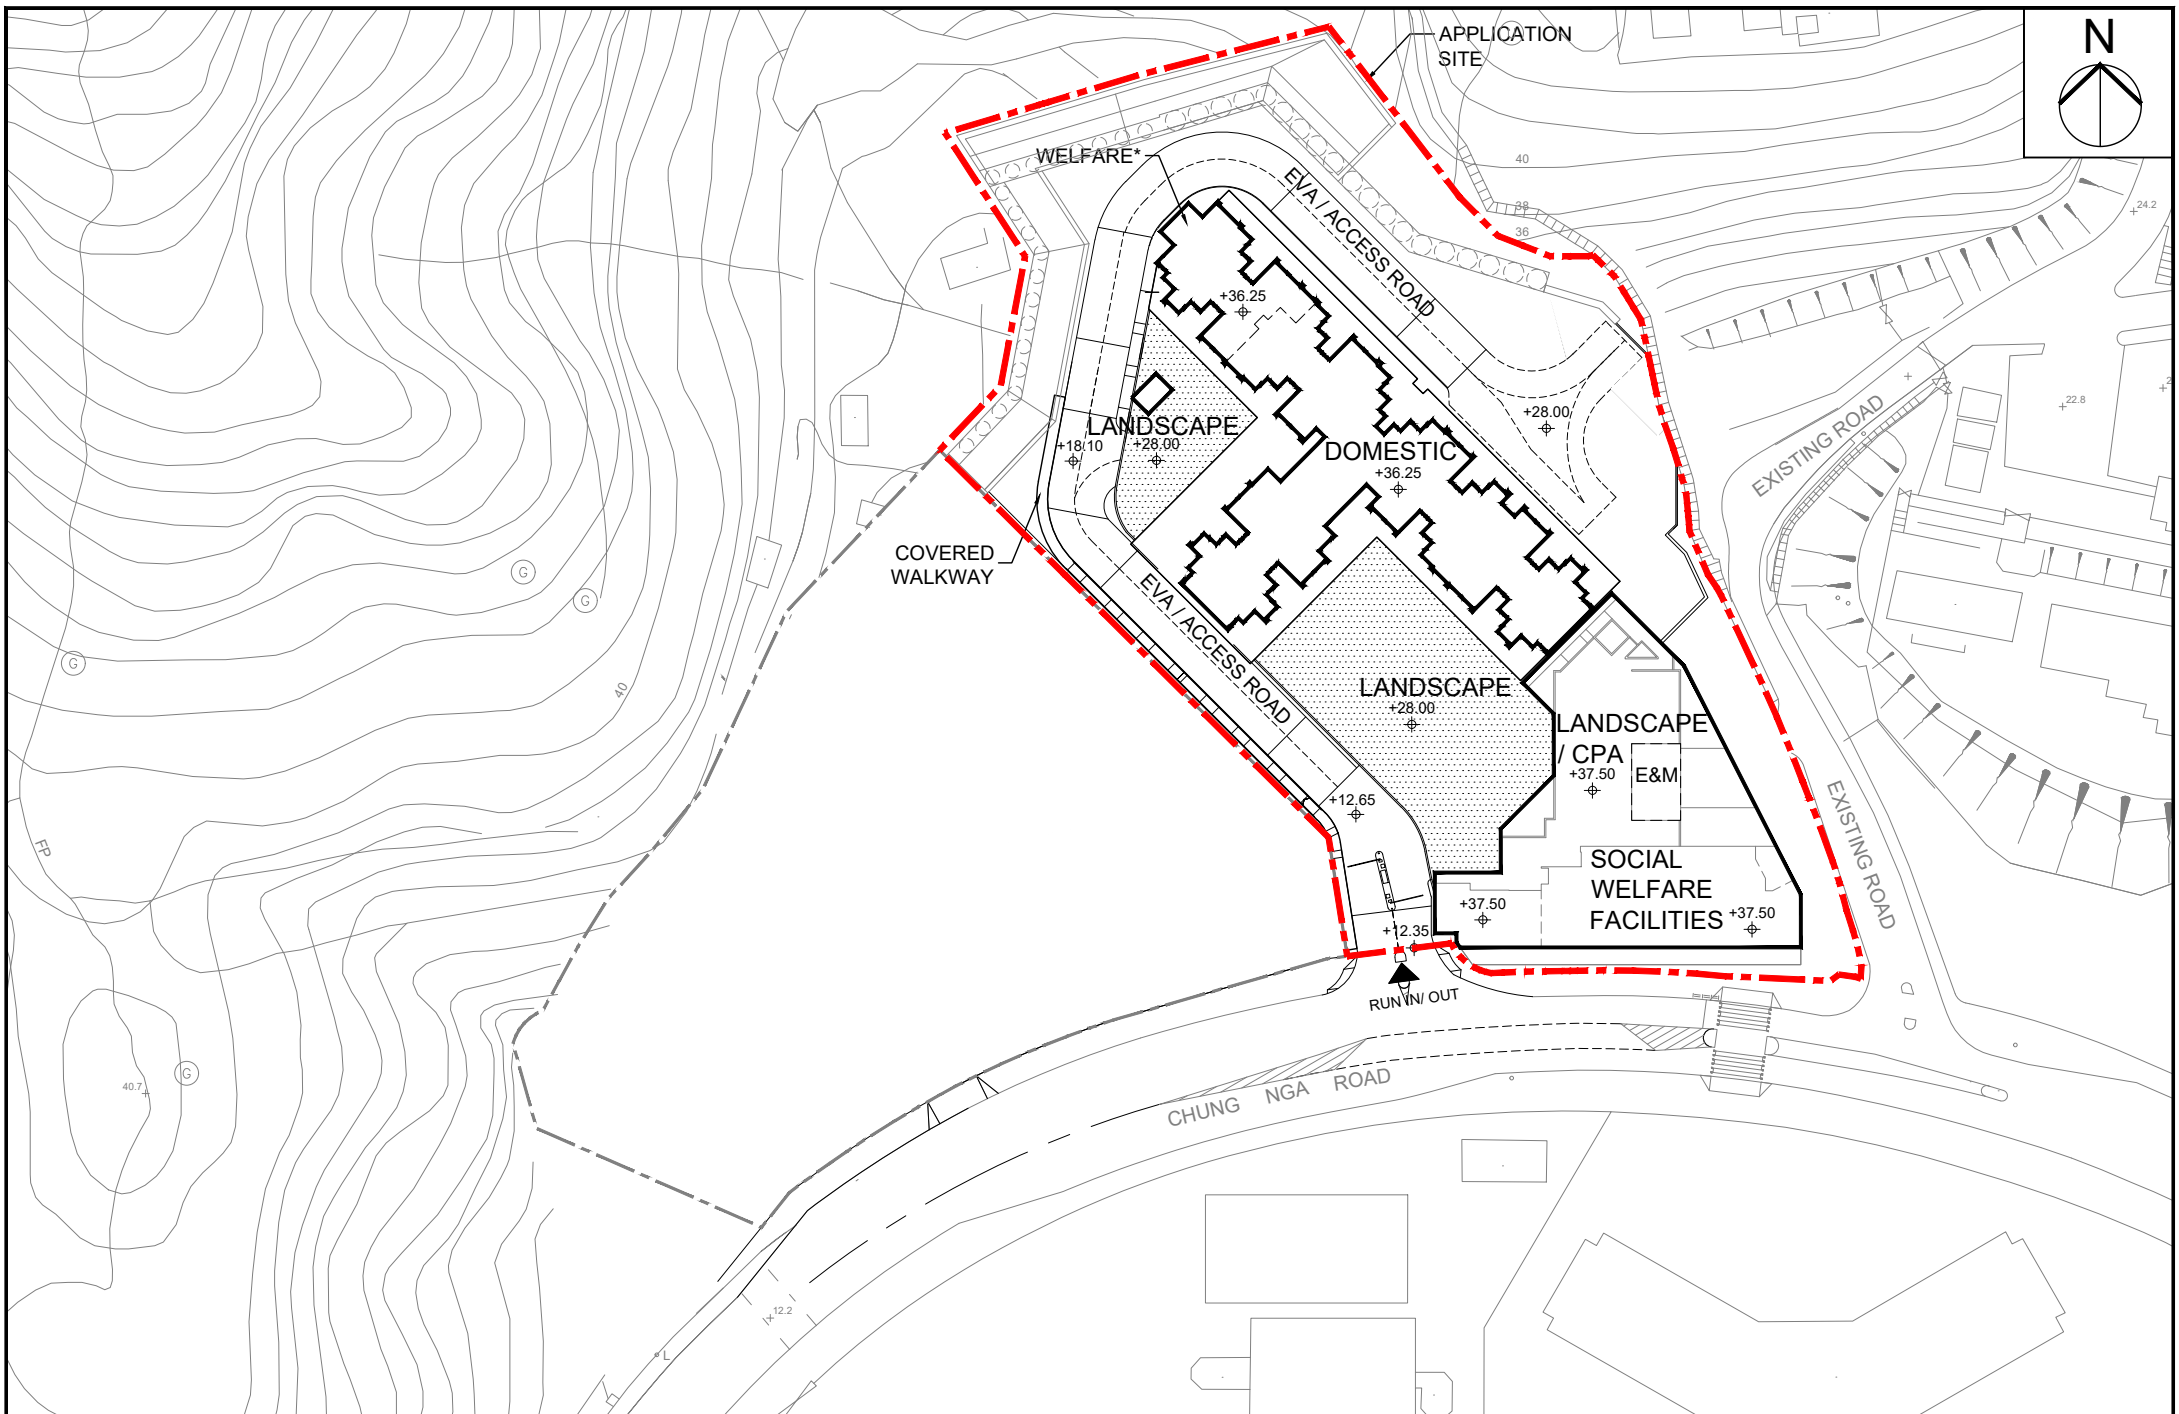 APPLICATION
SITE
N
WELFARE*
40
38
36
24.2
EVA / ACCESS ROAD
+36.25
+28.00
22.8
EXISTING ROAD
LANDSCAPE
+18.10
+28.00
DOMESTIC
+36.25
COVERED
WALKWAY
G
G
G
40
EVA / ACCESS ROAD
LANDSCAPE
+28.00
LANDSCAPE
/ CPA
+37.50
E&M
+12.65
EXISTING ROAD
FP
SOCIAL
WELFARE
FACILITIES
+37.50
+37.50
+12.35
RUN IN/ OUT
G
40.7
CHUNG NGA ROAD
12.2
L